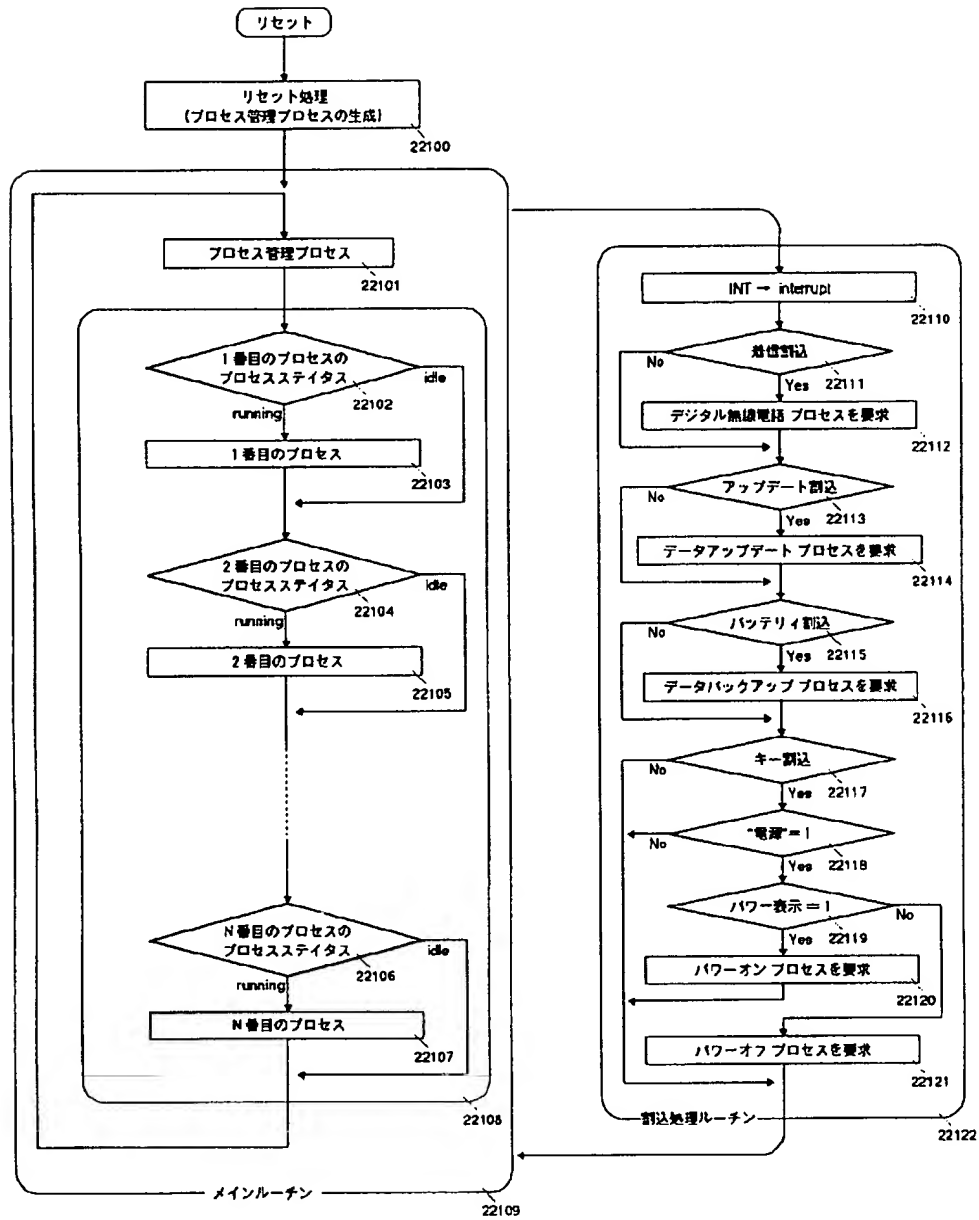 リセット
リセット処理
(プロセス管理プロセスの生成)
22100
プロセス管理プロセス
22101
1番目のプロセスの
プロセスステイタス
22102
idle
running
1番目のプロセス
22103
2番目のプロセスの
プロセスステイタス
22104
idle
running
2番目のプロセス
22105
N番目のプロセスの
プロセスステイタス
22106
idle
running
N番目のプロセス
22107
22108
メインルーチン
22109
INT → interrupt
22110
着信割込
No
22111
Yes
デジタル無線電話 プロセスを要求
22112
アップデート割込
No
22113
Yes
データアップデート プロセスを要求
22114
バッテリィ割込
No
22115
Yes
データバックアップ プロセスを要求
22116
キー割込
No
22117
Yes
"電源"=1
No
22118
Yes
パワー表示=1
No
22119
Yes
パワーオン プロセスを要求
22120
パワーオフ プロセスを要求
22121
割込処理ルーチン
22122